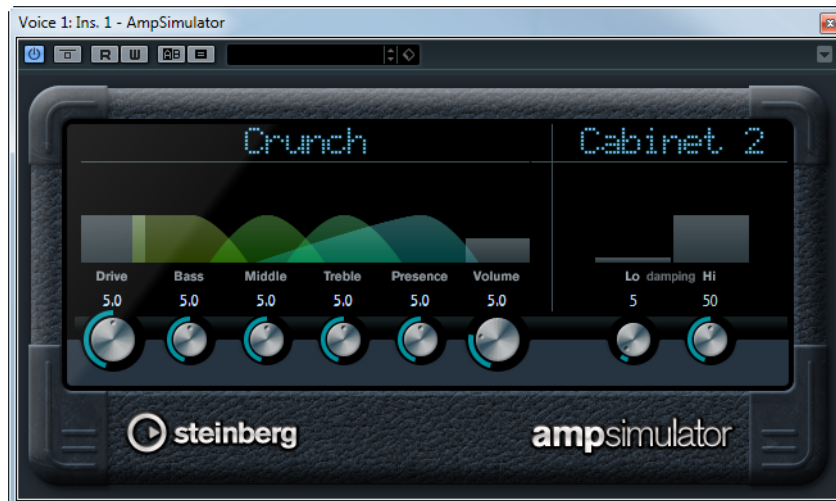 Voice 1: Ins. 1 - AmpSimulator
R W AB
Crunch Cabinet 2
Drive Bass Middle Treble Presence Volume Lo damping Hi
5.0 5.0 5.0 5.0 5.0 5.0 5 50
steinberg ampsimulator